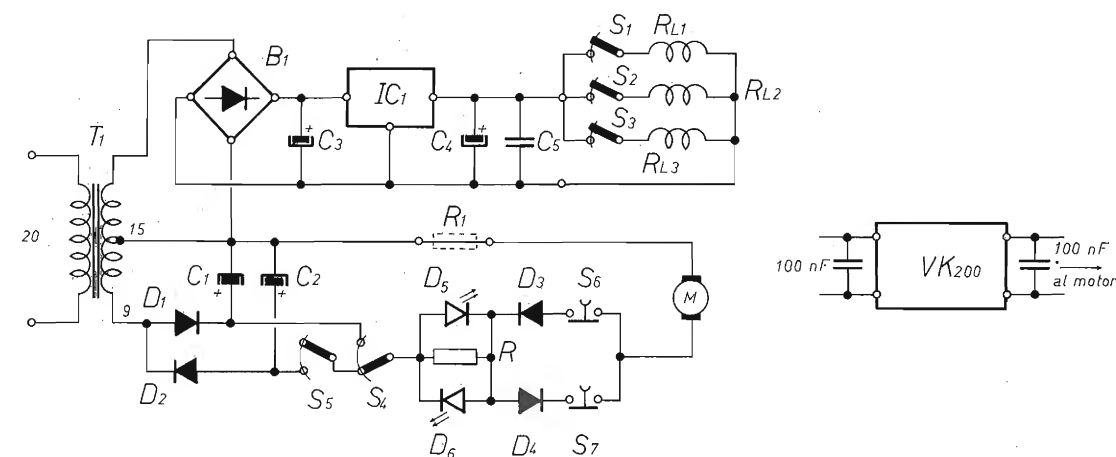 S1 RL1
B1
IC1
S2
RL2
T1
C3
C4
C5
S3
RL3
+
+
20
15
R1
100 nF
VK200
100 nF
al motor
C1
C2
+
+
D5
D3
S6
M
D1
9
R
D2
S5
S4
D6
D4
S7